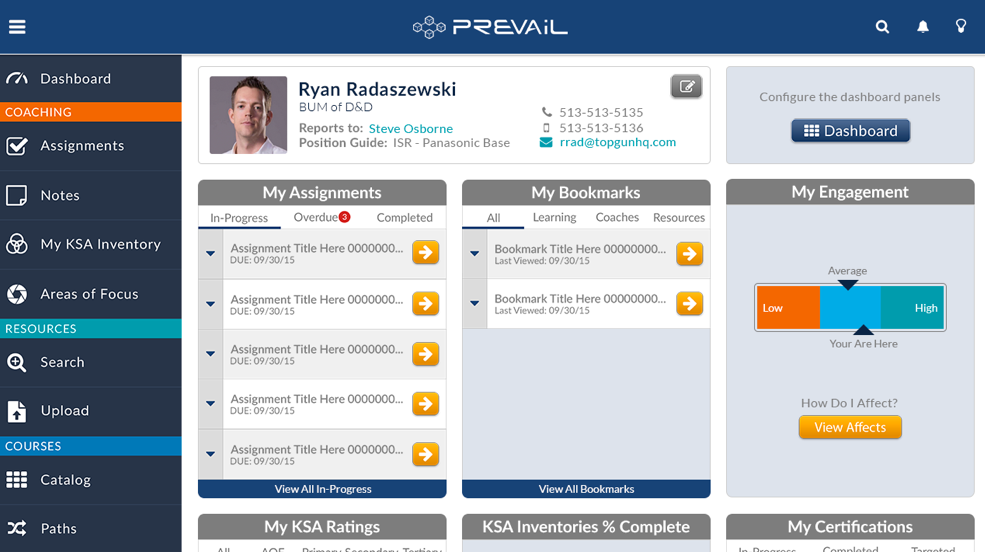 PREVAIL
Dashboard
COACHING
Assignments
Notes
My KSA Inventory
Areas of Focus
RESOURCES
Search
Upload
COURSES
Catalog
Paths
Ryan Radaszewski
BUM of D&D
Reports to: Steve Osborne
Position Guide: ISR - Panasonic Base
513-513-5135
513-513-5136
rrad@topgunhq.com
Configure the dashboard panels
Dashboard
My Assignments
In-Progress Overdue 3 Completed
Assignment Title Here 0000000...
DUE: 09/30/15
Assignment Title Here 0000000...
DUE: 09/30/15
Assignment Title Here 0000000...
DUE: 09/30/15
Assignment Title Here 0000000...
DUE: 09/30/15
Assignment Title Here 0000000...
DUE: 09/30/15
View All In-Progress
My Bookmarks
All Learning Coaches Resources
Bookmark Title Here 00000000...
Last Viewed: 09/30/15
Bookmark Title Here 00000000...
Last Viewed: 09/30/15
View All Bookmarks
My Engagement
Average
Low High
Your Are Here
How Do I Affect?
View Affects
My KSA Ratings
All AOF Primary Secondary Tertiary
KSA Inventories % Complete
My Certifications
In-Progress Completed Targeted